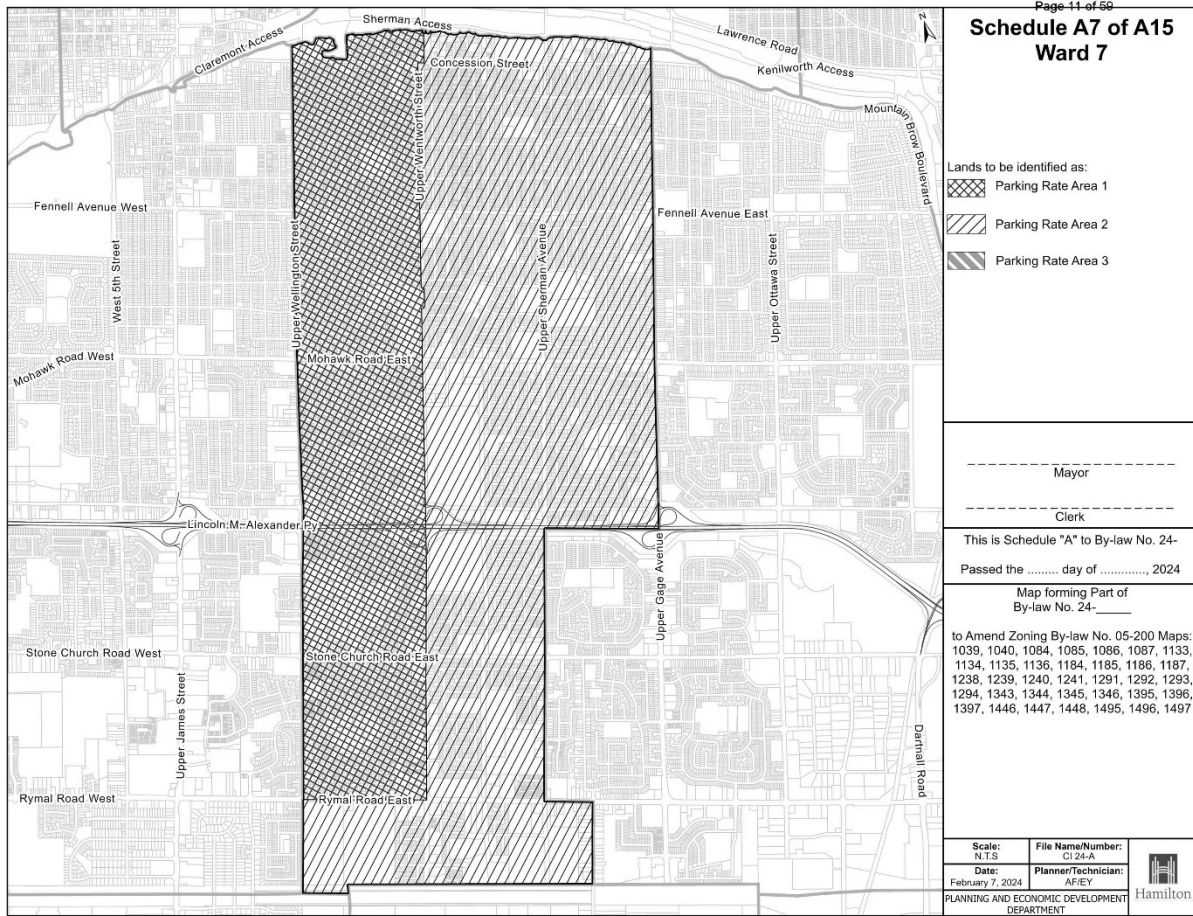 Page 11 of 59
Schedule A7 of A15
Ward 7
Lands to be identified as:
Parking Rate Area 1
Parking Rate Area 2
Parking Rate Area 3
Mayor
Clerk
This is Schedule "A" to By-law No. 24-
Passed the ......... day of ............., 2024
Map forming Part of
By-law No. 24-_____
to Amend Zoning By-law No. 05-200 Maps:
1039, 1040, 1084, 1085, 1086, 1087, 1133,
1134, 1135, 1136, 1184, 1185, 1186, 1187,
1238, 1239, 1240, 1241, 1291, 1292, 1293,
1294, 1343, 1344, 1345, 1346, 1395, 1396,
1397, 1446, 1447, 1448, 1495, 1496, 1497
Scale:
N.T.S
File Name/Number:
CI 24-A
Date:
February 7, 2024
Planner/Technician:
AF/EY
PLANNING AND ECONOMIC DEVELOPMENT
DEPARTMENT
Hamilton
N
Sherman Access
Claremont Access
Lawrence Road
Concession Street
Kenilworth Access
Mountain Brow Boulevard
Upper Wentworth Street
Fennell Avenue West
Fennell Avenue East
West 5th Street
Upper Wellington Street
Upper Sherman Avenue
Upper Ottawa Street
Mohawk Road West
Mohawk Road East
Lincoln M. Alexander Py
Upper Gage Avenue
Stone Church Road West
Stone Church Road East
Upper James Street
Dartnall Road
Rymal Road West
Rymal Road East